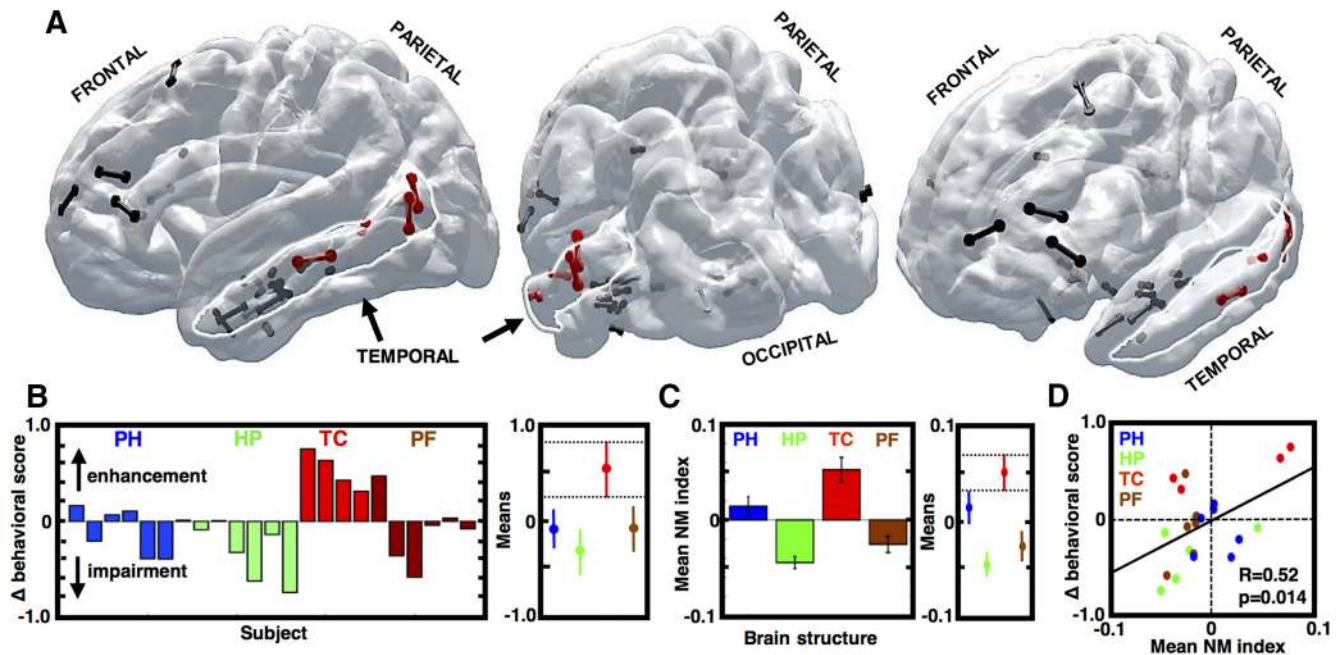 A
FRONTAL
PARIETAL
PARIETAL
FRONTAL
PARIETAL
TEMPORAL
OCCIPITAL
TEMPORAL
B
1.0
0
-1.0
Δ behavioral score
PH
HP
TC
PF
enhancement
impairment
Subject
1.0
0
-1.0
Means
C
0.1
0
-0.1
Mean NM index
PH
HP
TC
PF
Brain structure
0.1
0
-0.1
Means
D
1.0
0
-1.0
Δ behavioral score
PH
HP
TC
PF
R=0.52
p=0.014
-0.1
0
0.1
Mean NM index